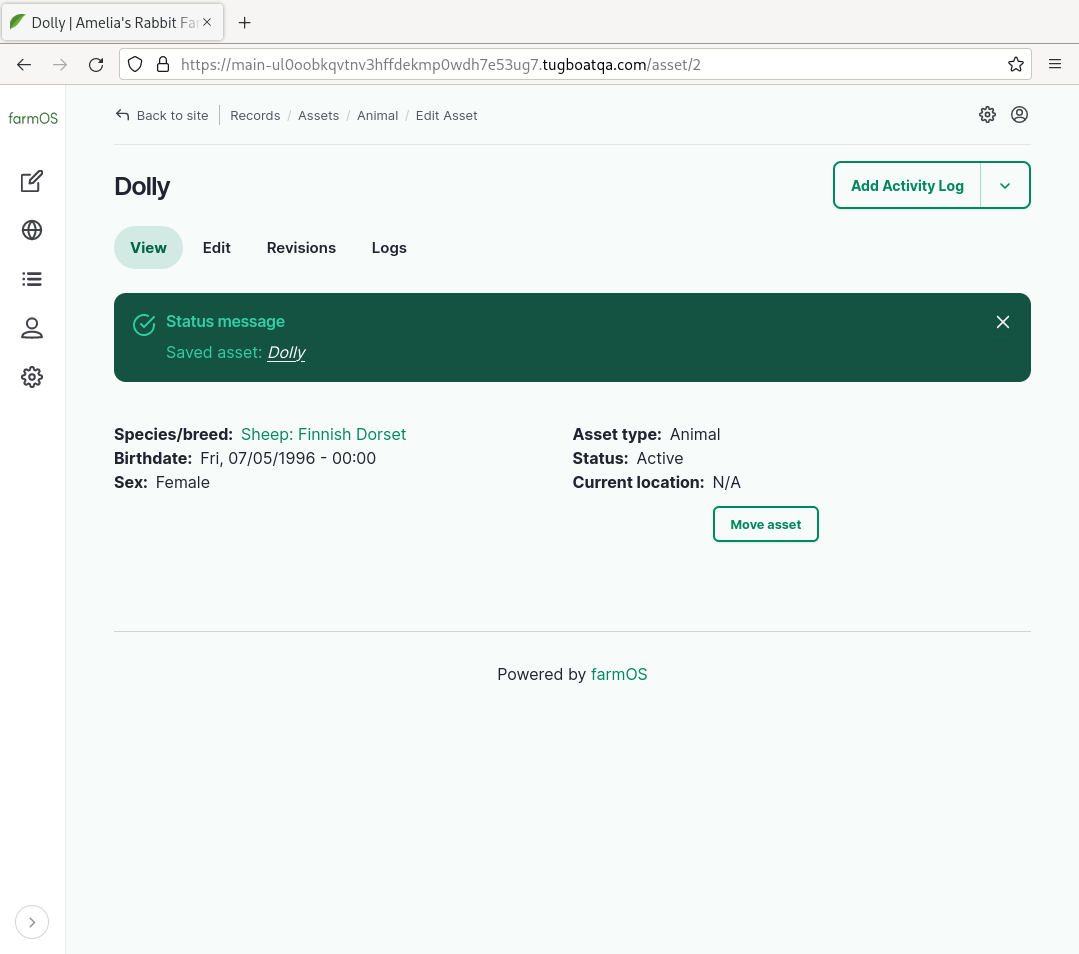 Dolly | Amelia's Rabbit Fa
https://main-ul0oobkqvtnv3hffdekmp0wdh7e53ug7.tugboatqa.com/asset/2
farmOS
Back to site Records / Assets / Animal / Edit Asset
Dolly
Add Activity Log
View Edit Revisions Logs
Status message
Saved asset: Dolly
Species/breed: Sheep: Finnish Dorset
Birthdate: Fri, 07/05/1996 - 00:00
Sex: Female
Asset type: Animal
Status: Active
Current location: N/A
Move asset
Powered by farmOS